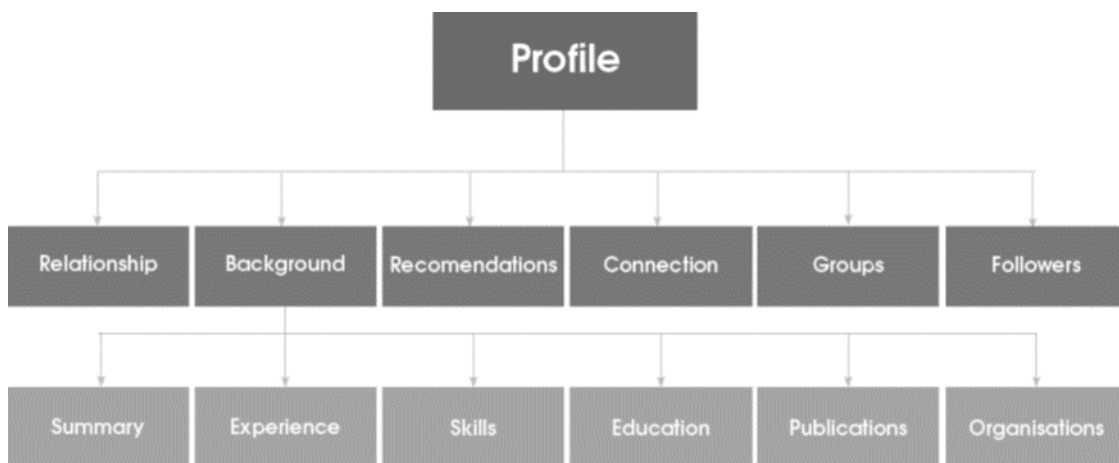 Profile
Relationship
Background
Recomendations
Connection
Groups
Followers
Summary
Experience
Skills
Education
Publications
Organisations